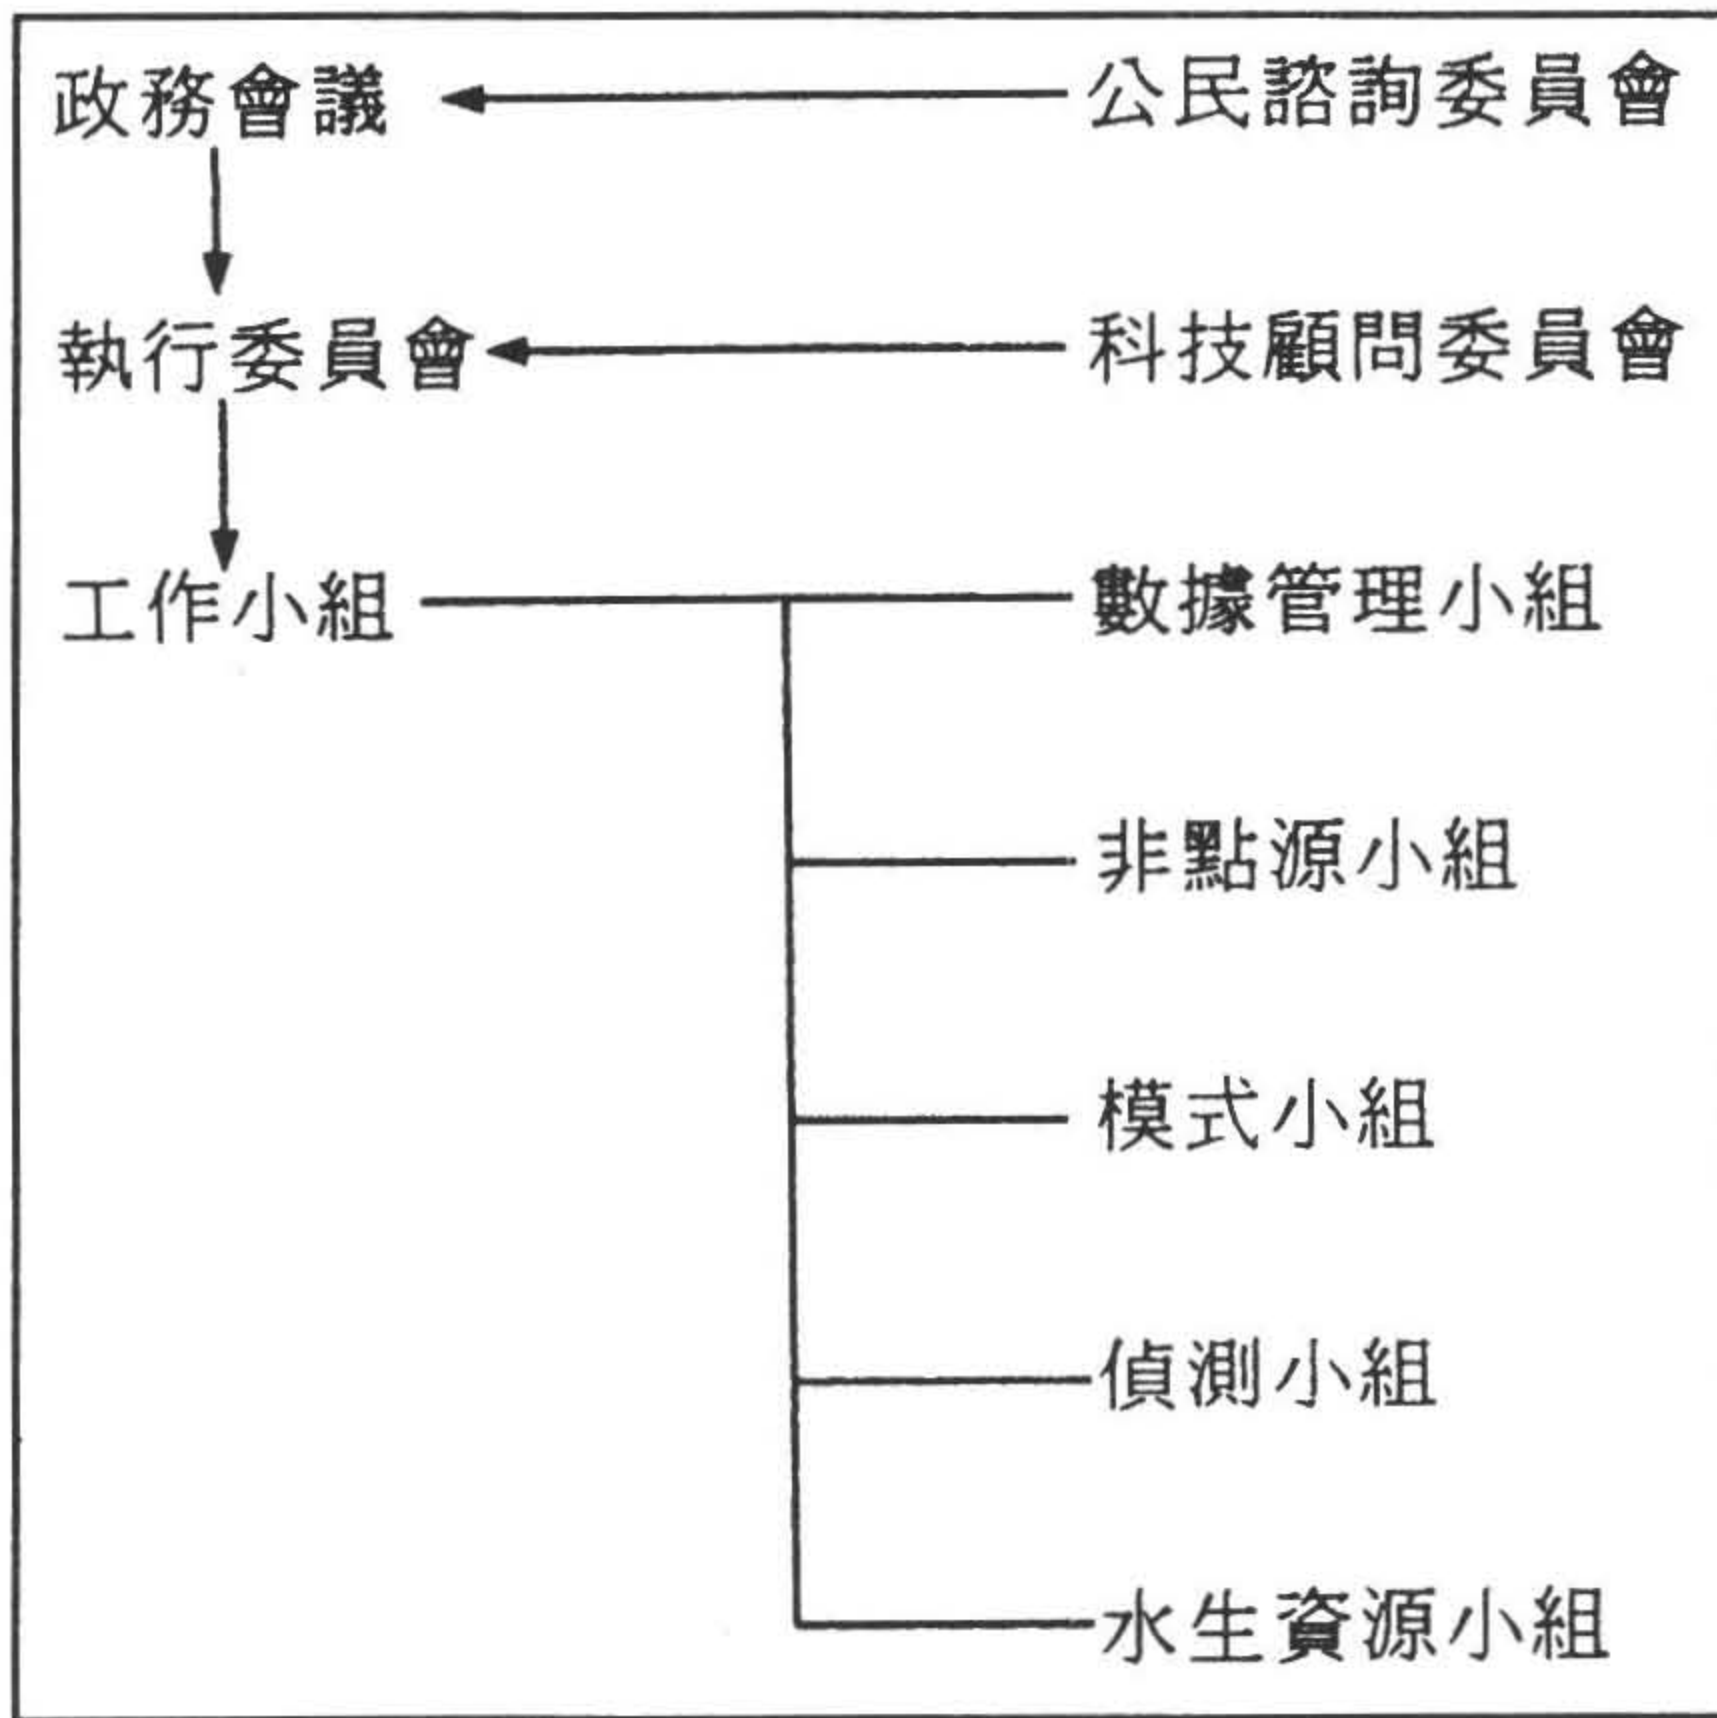 政務會議
公民諮詢委員會
執行委員會
科技顧問委員會
工作小組
數據管理小組
非點源小組
模式小組
偵測小組
水生資源小組